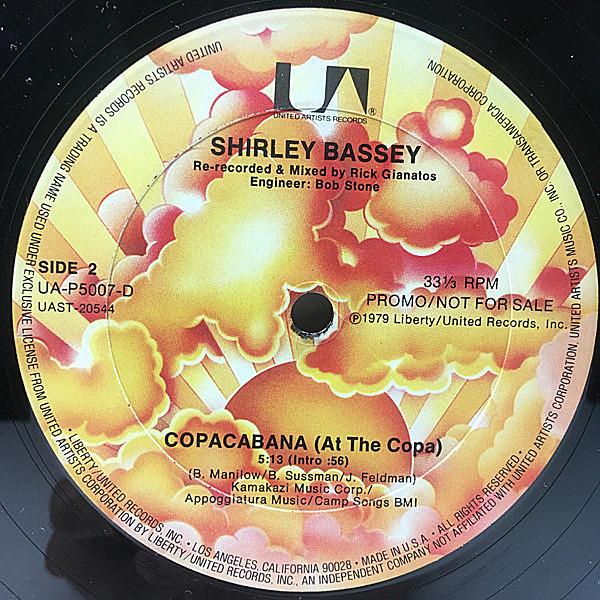 UA®
UNITED ARTISTS RECORDS
SHIRLEY BASSEY
Re-recorded & Mixed by Rick Gianatos
Engineer: Bob Stone
SIDE 2
UA-P5007-D
UAST-20544
33⅓ RPM
PROMO/NOT FOR SALE
℗1979 Liberty/United Records, Inc.
COPACABANA (At The Copa)
5:13 (Intro :56)
(B. Manilow/B. Sussman/J. Feldman)
Kamakazi Music Corp./
Appoggiatura Music/Camp Songs BMI
• LIBERTY/UNITED RECORDS, INC. • LOS ANGELES, CALIFORNIA 90028 • MADE IN U.S.A. • ALL RIGHTS RESERVED •
UNITED ARTISTS RECORDS IS A TRADING NAME USED UNDER EXCLUSIVE LICENSE FROM UNITED ARTISTS CORPORATION BY LIBERTY/UNITED RECORDS, INC., AN INDEPENDENT COMPANY NOT AFFILIATED WITH UNITED ARTISTS CORPORATION, UNITED ARTISTS MUSIC CO., INC. OR TRANSAMERICA CORPORATION.